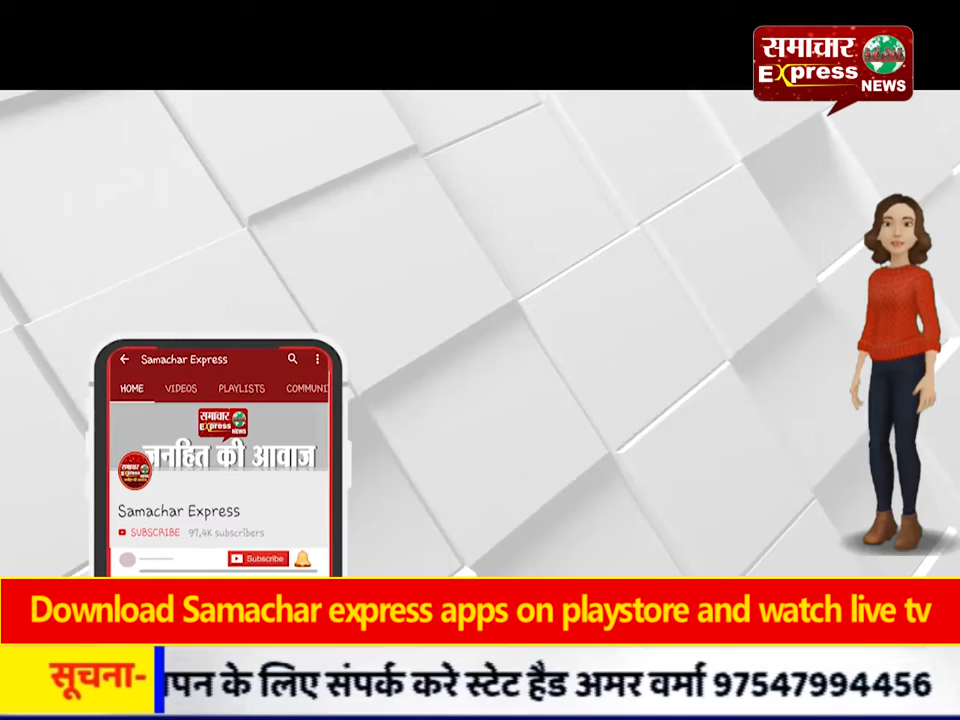 समाचार
Express
NEWS
Samachar Express
HOME VIDEOS PLAYLISTS COMMUNI
समाचार
Express
NEWS
जनहित की आवाज
Samachar Express
SUBSCRIBE 97,4K subscribers
Subscribe
Download Samachar express apps on playstore and watch live tv
सूचना- ापन के लिए संपर्क करे स्टेट हैड अमर वर्मा 97547994456